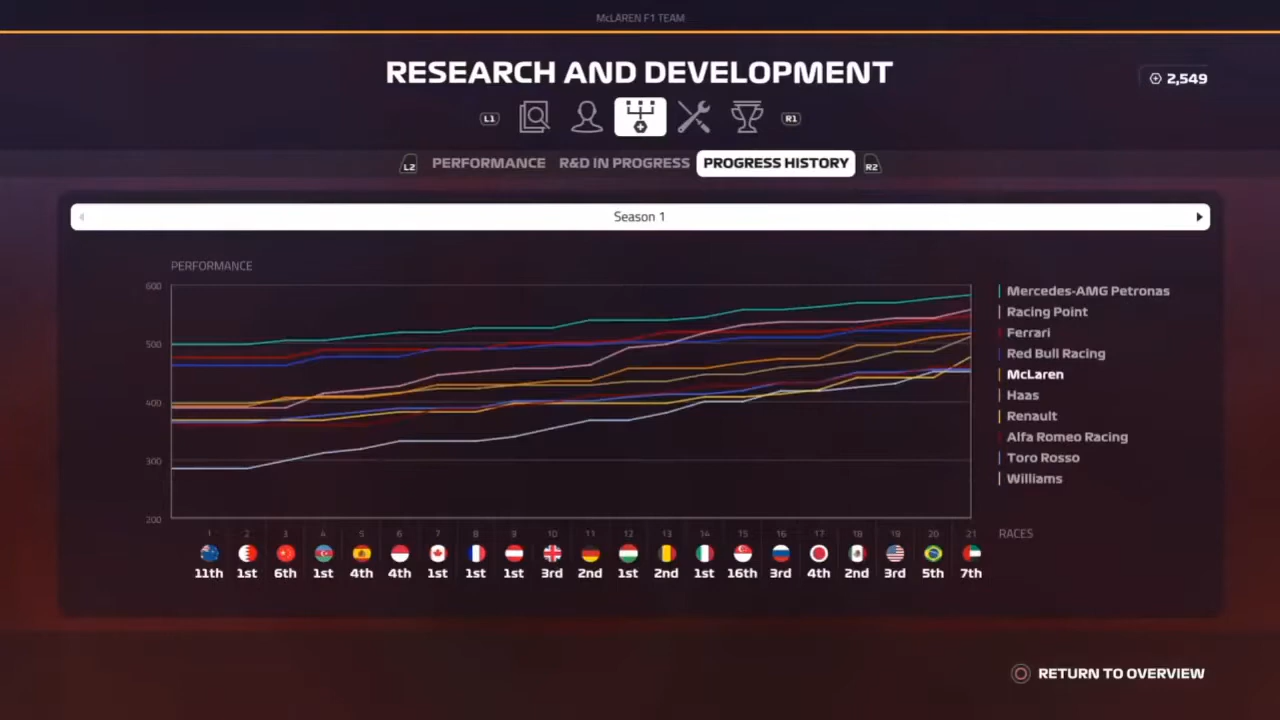 McLAREN F1 TEAM
RESEARCH AND DEVELOPMENT
2,549
L1 R1
L2 PERFORMANCE R&D IN PROGRESS PROGRESS HISTORY R2
Season 1
PERFORMANCE
600
500
400
300
200
Mercedes-AMG Petronas
Racing Point
Ferrari
Red Bull Racing
McLaren
Haas
Renault
Alfa Romeo Racing
Toro Rosso
Williams
1 2 3 4 5 6 7 8 9 10 11 12 13 14 15 16 17 18 19 20 21 RACES
11th 1st 6th 1st 4th 4th 1st 1st 1st 3rd 2nd 1st 2nd 1st 16th 3rd 4th 2nd 3rd 5th 7th
RETURN TO OVERVIEW